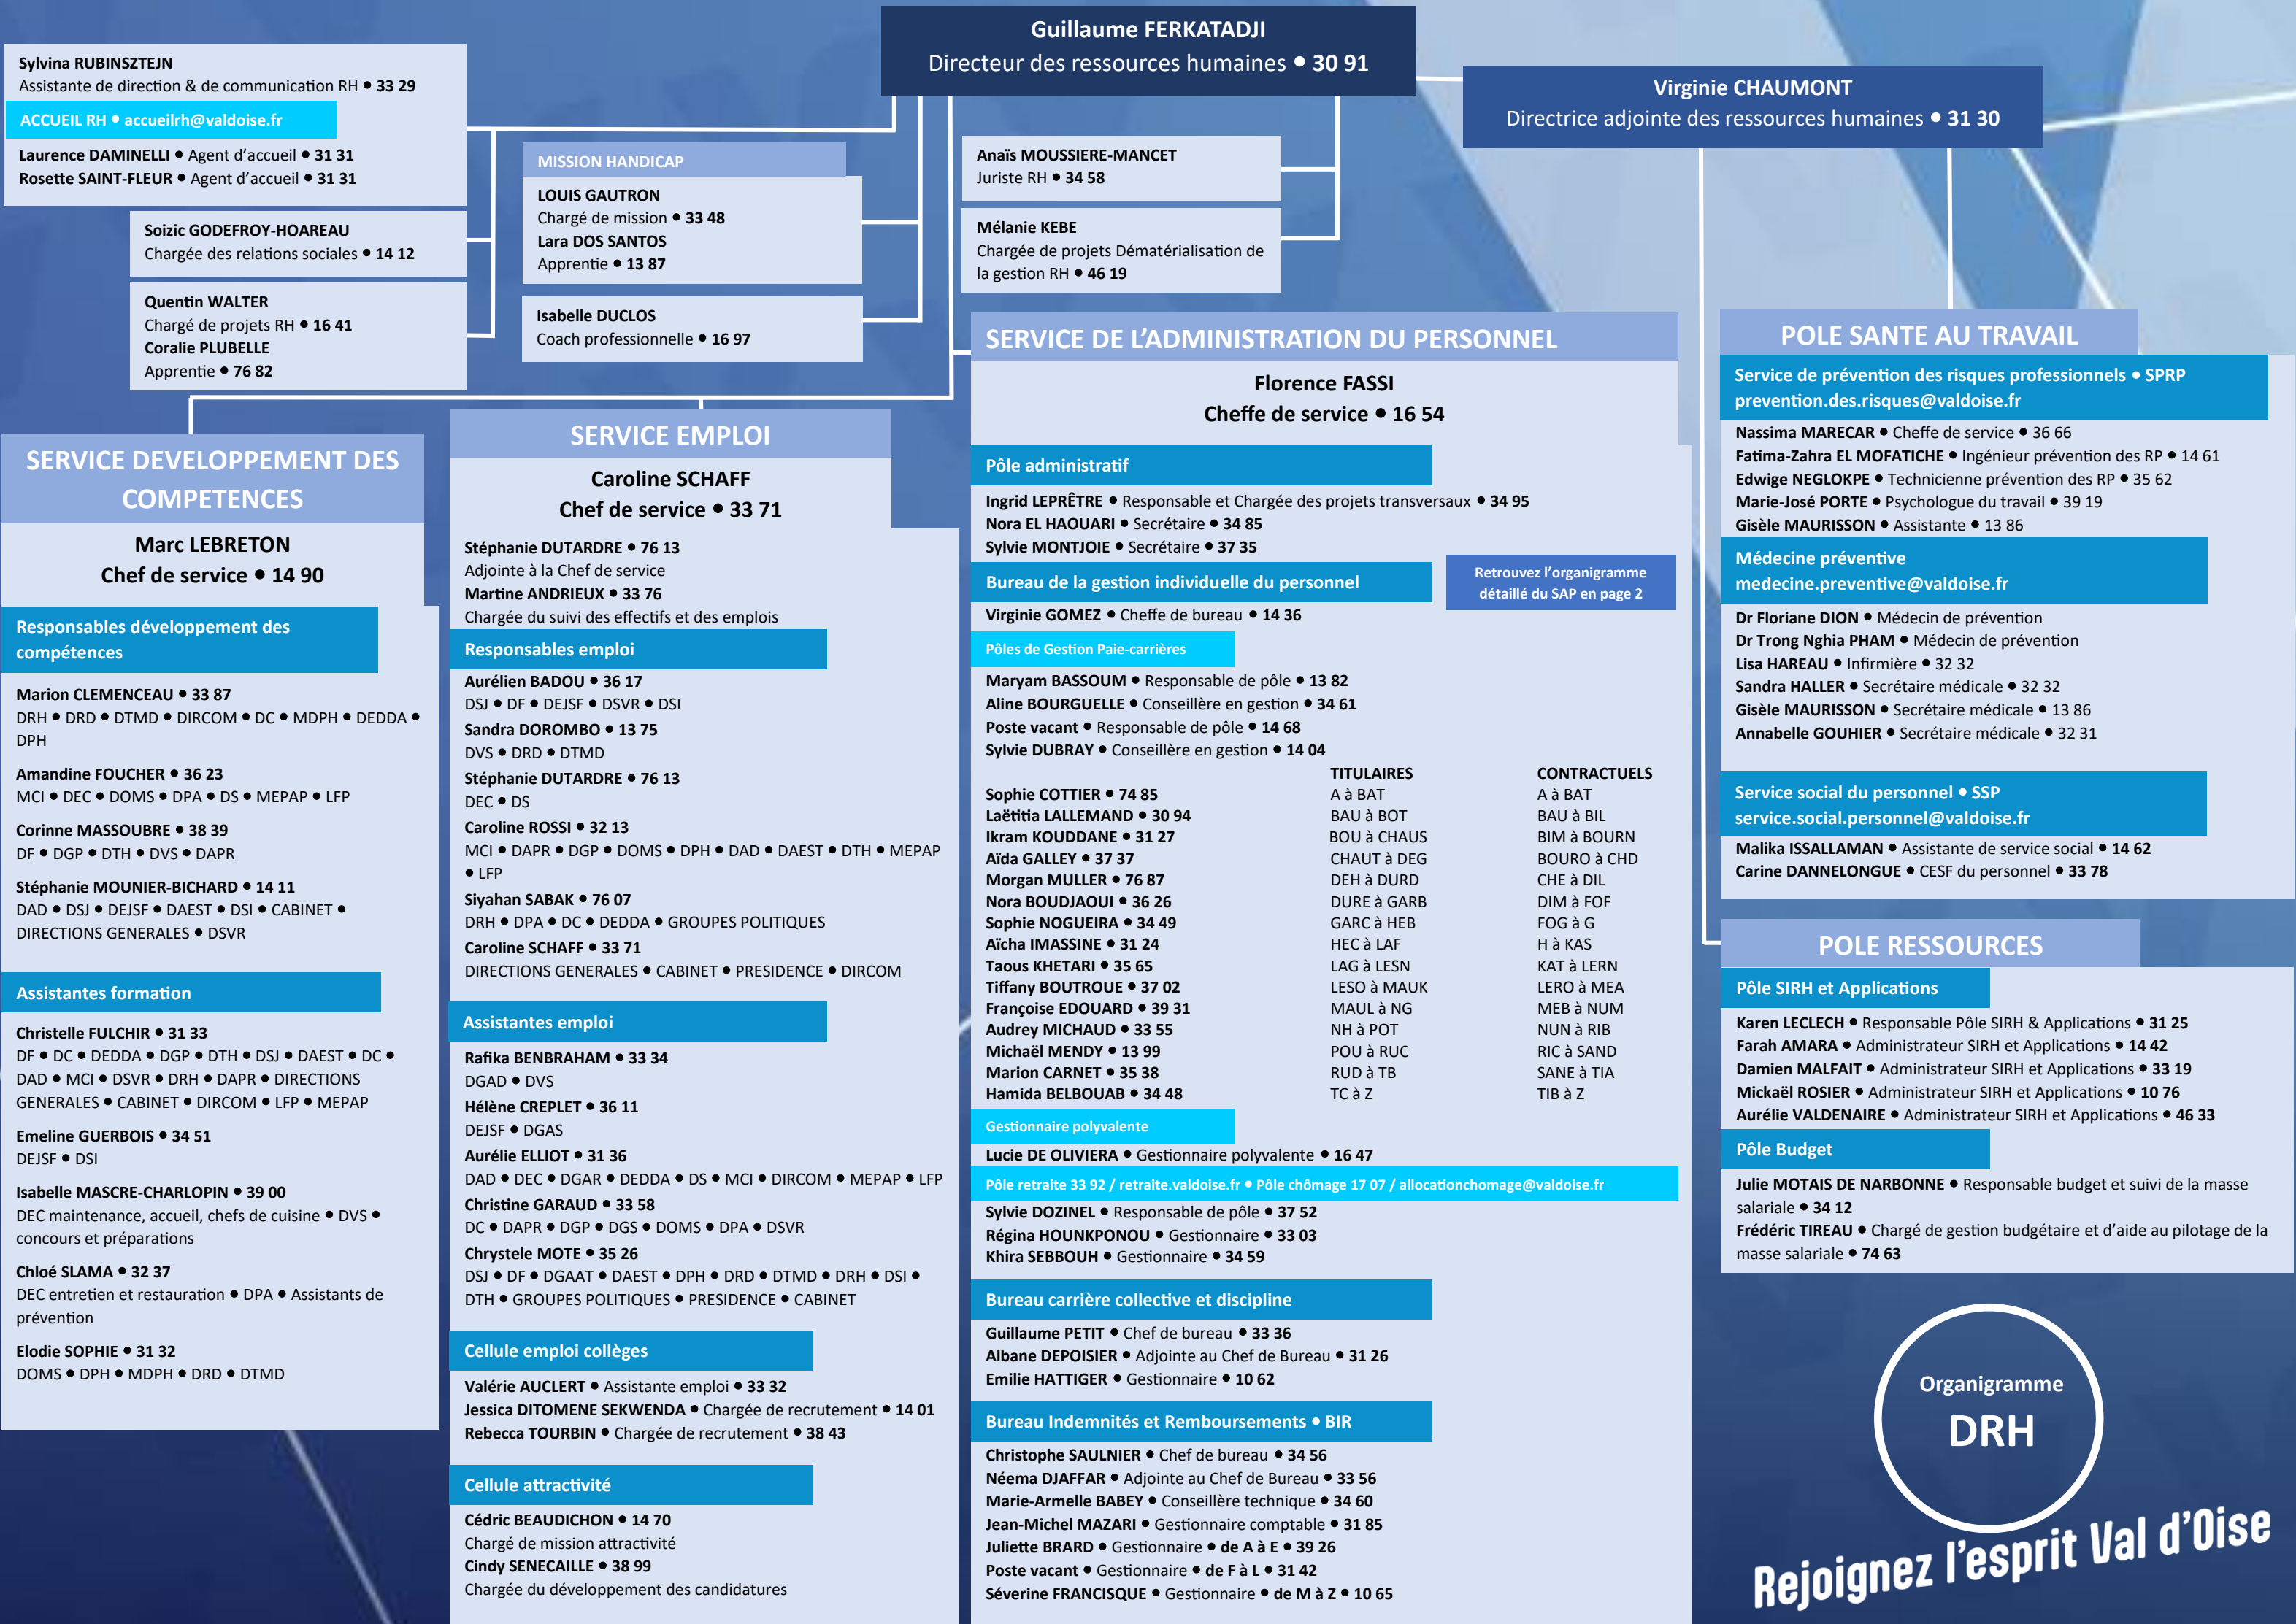 Guillaume FERKATADJI
Directeur des ressources humaines • 30 91
Virginie CHAUMONT
Directrice adjointe des ressources humaines • 31 30
Sylvina RUBINSZTEJN
Assistante de direction & de communication RH • 33 29
ACCUEIL RH • accueilrh@valdoise.fr
Laurence DAMINELLI • Agent d'accueil • 31 31
Rosette SAINT-FLEUR • Agent d'accueil • 31 31
Soizic GODEFROY-HOAREAU
Chargée des relations sociales • 14 12
Quentin WALTER
Chargé de projets RH • 16 41
Coralie PLUBELLE
Apprentie • 76 82
MISSION HANDICAP
LOUIS GAUTRON
Chargé de mission • 33 48
Lara DOS SANTOS
Apprentie • 13 87
Isabelle DUCLOS
Coach professionnelle • 16 97
Anaïs MOUSSIERE-MANCET
Juriste RH • 34 58
Mélanie KEBE
Chargée de projets Dématérialisation de
la gestion RH • 46 19
SERVICE DEVELOPPEMENT DES
COMPETENCES
Marc LEBRETON
Chef de service • 14 90
Responsables développement des
compétences
Marion CLEMENCEAU • 33 87
DRH • DRD • DTMD • DIRCOM • DC • MDPH • DEDDA •
DPH
Amandine FOUCHER • 36 23
MCI • DEC • DOMS • DPA • DS • MEPAP • LFP
Corinne MASSOUBRE • 38 39
DF • DGP • DTH • DVS • DAPR
Stéphanie MOUNIER-BICHARD • 14 11
DAD • DSJ • DEJSF • DAEST • DSI • CABINET •
DIRECTIONS GENERALES • DSVR
Assistantes formation
Christelle FULCHIR • 31 33
DF • DC • DEDDA • DGP • DTH • DSJ • DAEST • DC •
DAD • MCI • DSVR • DRH • DAPR • DIRECTIONS
GENERALES • CABINET • DIRCOM • LFP • MEPAP
Emeline GUERBOIS • 34 51
DEJSF • DSI
Isabelle MASCRE-CHARLOPIN • 39 00
DEC maintenance, accueil, chefs de cuisine • DVS •
concours et préparations
Chloé SLAMA • 32 37
DEC entretien et restauration • DPA • Assistants de
prévention
Elodie SOPHIE • 31 32
DOMS • DPH • MDPH • DRD • DTMD
SERVICE EMPLOI
Caroline SCHAFF
Chef de service • 33 71
Stéphanie DUTARDRE • 76 13
Adjointe à la Chef de service
Martine ANDRIEUX • 33 76
Chargée du suivi des effectifs et des emplois
Responsables emploi
Aurélien BADOU • 36 17
DSJ • DF • DEJSF • DSVR • DSI
Sandra DOROMBO • 13 75
DVS • DRD • DTMD
Stéphanie DUTARDRE • 76 13
DEC • DS
Caroline ROSSI • 32 13
MCI • DAPR • DGP • DOMS • DPH • DAD • DAEST • DTH • MEPAP
• LFP
Siyahan SABAK • 76 07
DRH • DPA • DC • DEDDA • GROUPES POLITIQUES
Caroline SCHAFF • 33 71
DIRECTIONS GENERALES • CABINET • PRESIDENCE • DIRCOM
Assistantes emploi
Rafika BENBRAHAM • 33 34
DGAD • DVS
Hélène CREPLET • 36 11
DEJSF • DGAS
Aurélie ELLIOT • 31 36
DAD • DEC • DGAR • DEDDA • DS • MCI • DIRCOM • MEPAP • LFP
Christine GARAUD • 33 58
DC • DAPR • DGP • DGS • DOMS • DPA • DSVR
Chrystele MOTE • 35 26
DSJ • DF • DGAAT • DAEST • DPH • DRD • DTMD • DRH • DSI •
DTH • GROUPES POLITIQUES • PRESIDENCE • CABINET
Cellule emploi collèges
Valérie AUCLERT • Assistante emploi • 33 32
Jessica DITOMENE SEKWENDA • Chargée de recrutement • 14 01
Rebecca TOURBIN • Chargée de recrutement • 38 43
Cellule attractivité
Cédric BEAUDICHON • 14 70
Chargé de mission attractivité
Cindy SENECAILLE • 38 99
Chargée du développement des candidatures
SERVICE DE L'ADMINISTRATION DU PERSONNEL
Florence FASSI
Cheffe de service • 16 54
Pôle administratif
Ingrid LEPRÊTRE • Responsable et Chargée des projets transversaux • 34 95
Nora EL HAOUARI • Secrétaire • 34 85
Sylvie MONTJOIE • Secrétaire • 37 35
Bureau de la gestion individuelle du personnel
Retrouvez l'organigramme
détaillé du SAP en page 2
Virginie GOMEZ • Cheffe de bureau • 14 36
Pôles de Gestion Paie-carrières
Maryam BASSOUM • Responsable de pôle • 13 82
Aline BOURGUELLE • Conseillère en gestion • 34 61
Poste vacant • Responsable de pôle • 14 68
Sylvie DUBRAY • Conseillère en gestion • 14 04
TITULAIRES CONTRACTUELS
Sophie COTTIER • 74 85 A à BAT A à BAT
Laëtitia LALLEMAND • 30 94 BAU à BOT BAU à BIL
Ikram KOUDDANE • 31 27 BOU à CHAUS BIM à BOURN
Aïda GALLEY • 37 37 CHAUT à DEG BOURO à CHD
Morgan MULLER • 76 87 DEH à DURD CHE à DIL
Nora BOUDJAOUI • 36 26 DURE à GARB DIM à FOF
Sophie NOGUEIRA • 34 49 GARC à HEB FOG à G
Aïcha IMASSINE • 31 24 HEC à LAF H à KAS
Taous KHETARI • 35 65 LAG à LESN KAT à LERN
Tiffany BOUTROUE • 37 02 LESO à MAUK LERO à MEA
Françoise EDOUARD • 39 31 MAUL à NG MEB à NUM
Audrey MICHAUD • 33 55 NH à POT NUN à RIB
Michaël MENDY • 13 99 POU à RUC RIC à SAND
Marion CARNET • 35 38 RUD à TB SANE à TIA
Hamida BELBOUAB • 34 48 TC à Z TIB à Z
Gestionnaire polyvalente
Lucie DE OLIVIERA • Gestionnaire polyvalente • 16 47
Pôle retraite 33 92 / retraite.valdoise.fr • Pôle chômage 17 07 / allocationchomage@valdoise.fr
Sylvie DOZINEL • Responsable de pôle • 37 52
Régina HOUNKPONOU • Gestionnaire • 33 03
Khira SEBBOUH • Gestionnaire • 34 59
Bureau carrière collective et discipline
Guillaume PETIT • Chef de bureau • 33 36
Albane DEPOISIER • Adjointe au Chef de Bureau • 31 26
Emilie HATTIGER • Gestionnaire • 10 62
Bureau Indemnités et Remboursements • BIR
Christophe SAULNIER • Chef de bureau • 34 56
Néema DJAFFAR • Adjointe au Chef de Bureau • 33 56
Marie-Armelle BABEY • Conseillère technique • 34 60
Jean-Michel MAZARI • Gestionnaire comptable • 31 85
Juliette BRARD • Gestionnaire • de A à E • 39 26
Poste vacant • Gestionnaire • de F à L • 31 42
Séverine FRANCISQUE • Gestionnaire • de M à Z • 10 65
POLE SANTE AU TRAVAIL
Service de prévention des risques professionnels • SPRP
prevention.des.risques@valdoise.fr
Nassima MARECAR • Cheffe de service • 36 66
Fatima-Zahra EL MOFATICHE • Ingénieur prévention des RP • 14 61
Edwige NEGLOKPE • Technicienne prévention des RP • 35 62
Marie-José PORTE • Psychologue du travail • 39 19
Gisèle MAURISSON • Assistante • 13 86
Médecine préventive
medecine.preventive@valdoise.fr
Dr Floriane DION • Médecin de prévention
Dr Trong Nghia PHAM • Médecin de prévention
Lisa HAREAU • Infirmière • 32 32
Sandra HALLER • Secrétaire médicale • 32 32
Gisèle MAURISSON • Secrétaire médicale • 13 86
Annabelle GOUHIER • Secrétaire médicale • 32 31
Service social du personnel • SSP
service.social.personnel@valdoise.fr
Malika ISSALLAMAN • Assistante de service social • 14 62
Carine DANNELONGUE • CESF du personnel • 33 78
POLE RESSOURCES
Pôle SIRH et Applications
Karen LECLECH • Responsable Pôle SIRH & Applications • 31 25
Farah AMARA • Administrateur SIRH et Applications • 14 42
Damien MALFAIT • Administrateur SIRH et Applications • 33 19
Mickaël ROSIER • Administrateur SIRH et Applications • 10 76
Aurélie VALDENAIRE • Administrateur SIRH et Applications • 46 33
Pôle Budget
Julie MOTAIS DE NARBONNE • Responsable budget et suivi de la masse
salariale • 34 12
Frédéric TIREAU • Chargé de gestion budgétaire et d'aide au pilotage de la
masse salariale • 74 63
Organigramme
DRH
Rejoignez l'esprit Val d'Oise